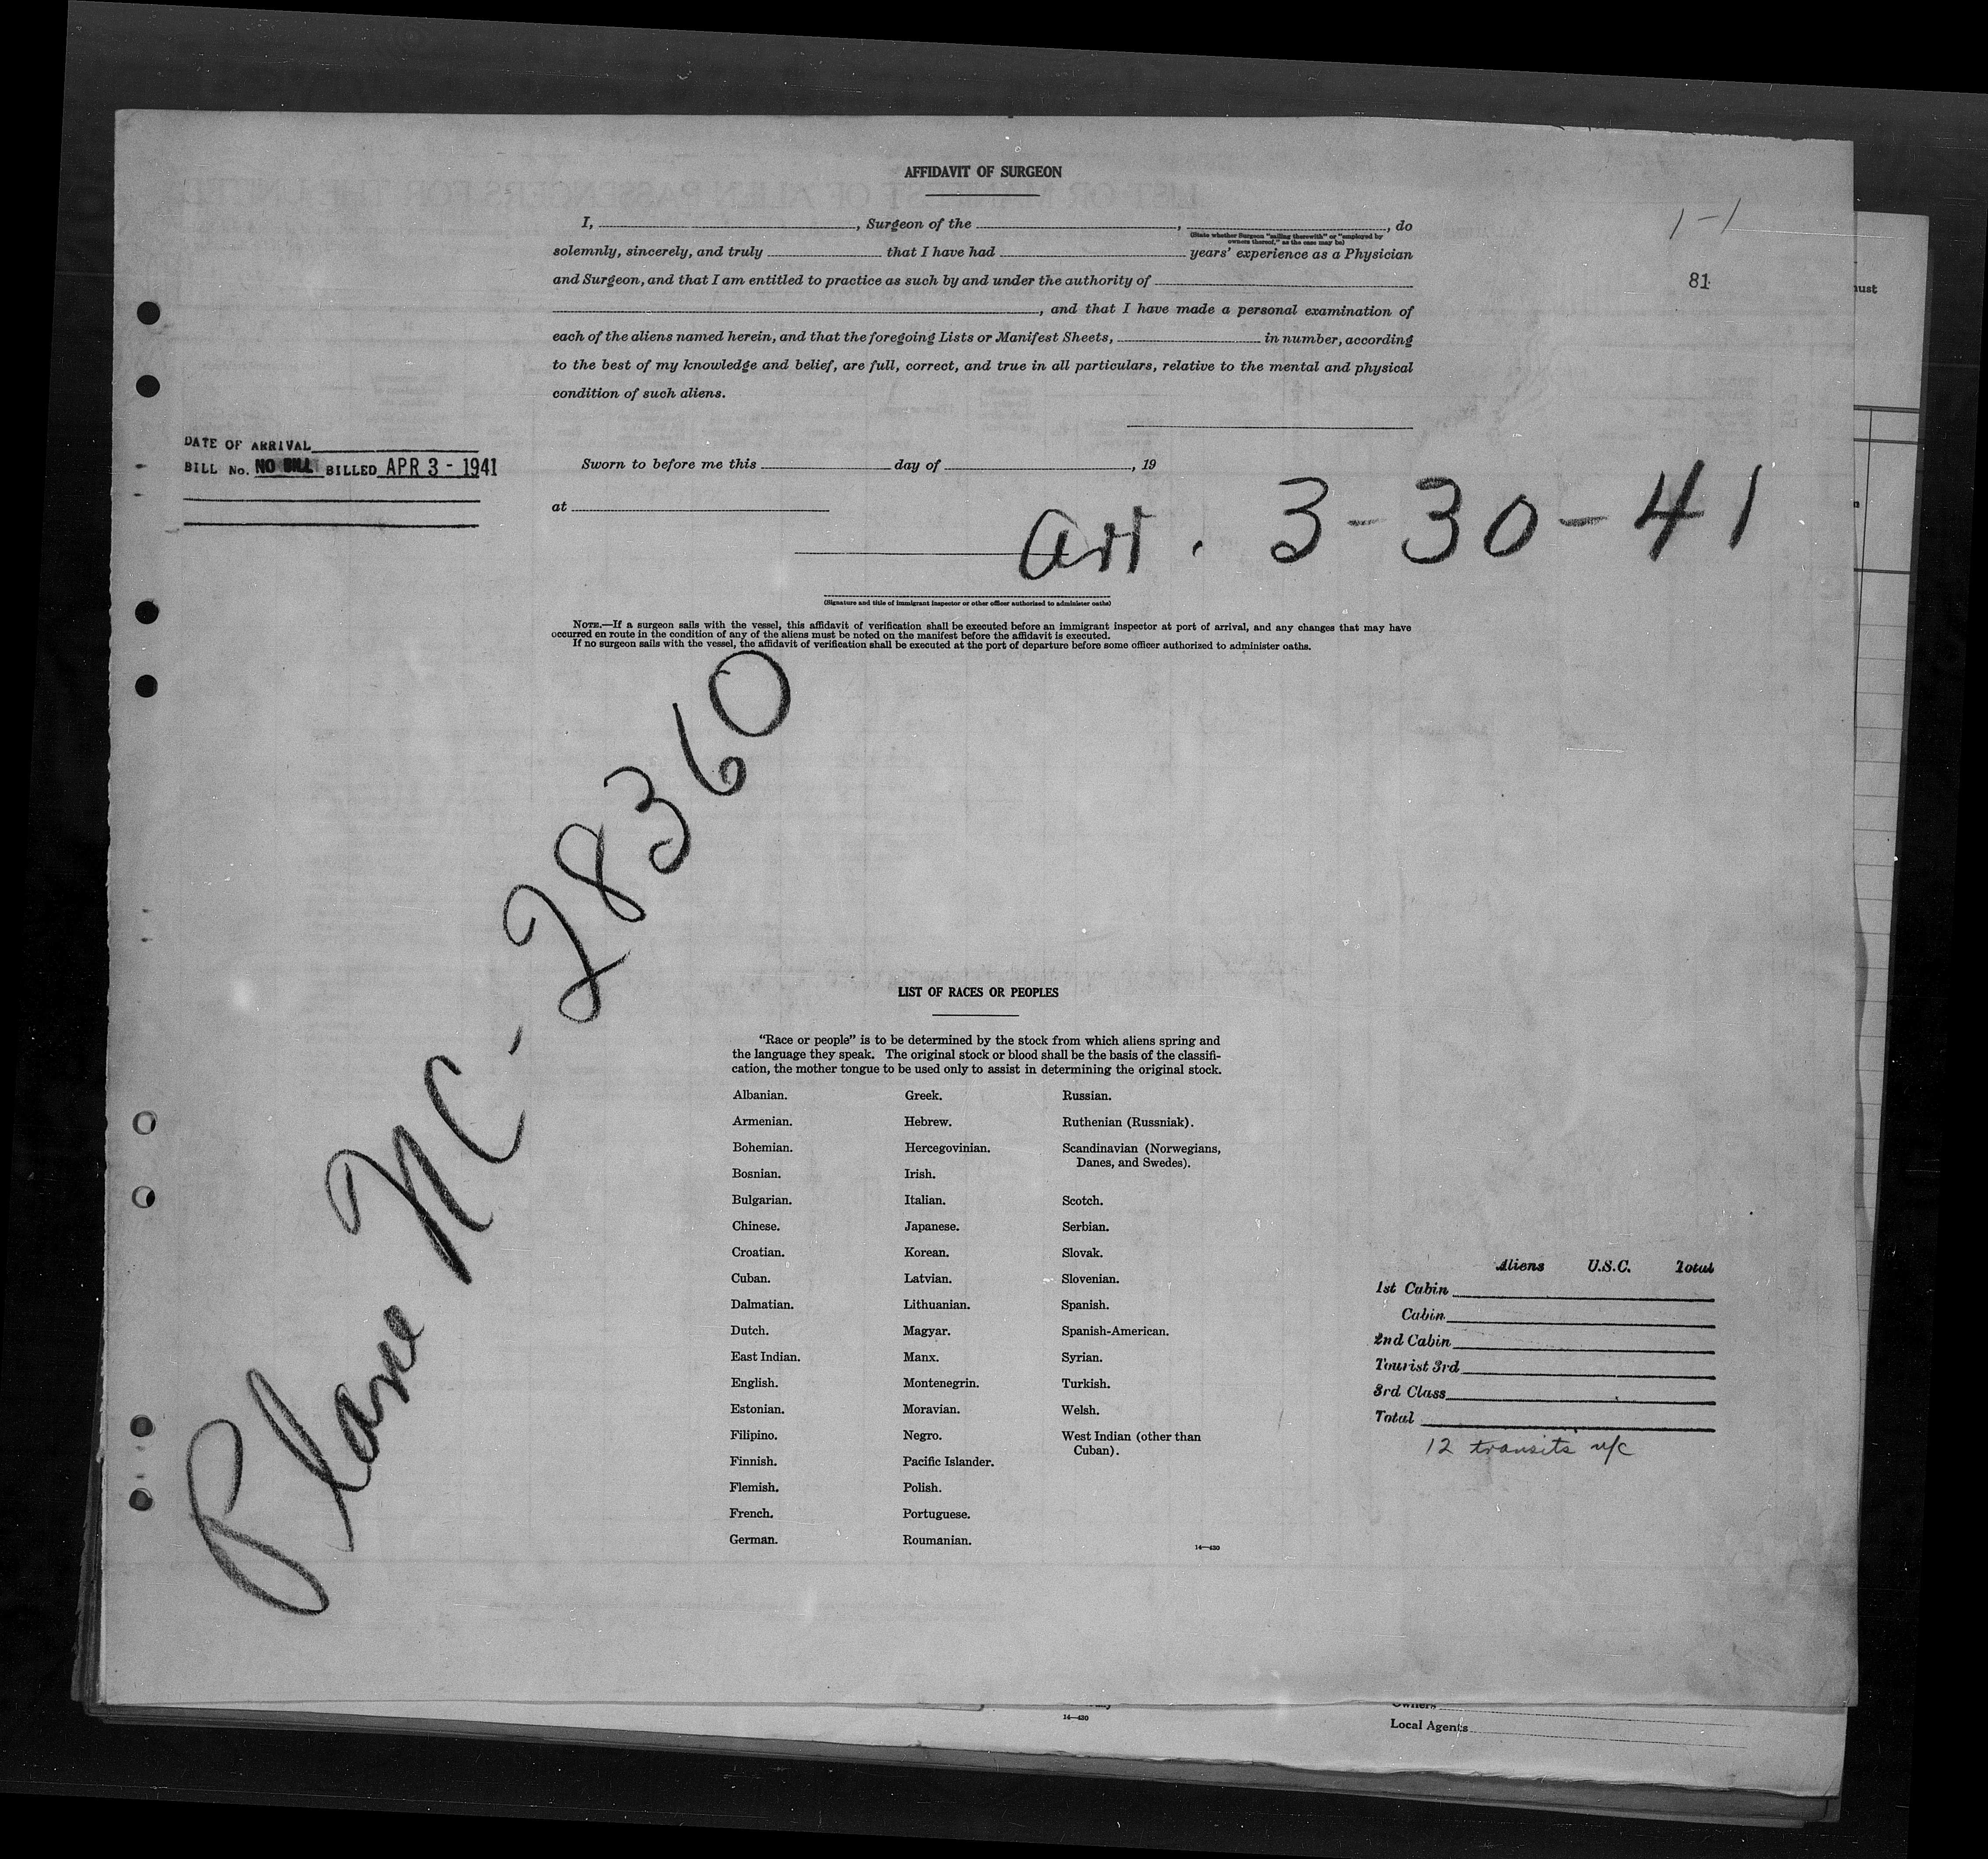 AFFIDAVIT OF SURGEON
I, , Surgeon of the , , do
(State whether Surgeon "sailing therewith" or "employed by
owners thereof," as the case may be)
solemnly, sincerely, and truly that I have had years' experience as a Physician
and Surgeon, and that I am entitled to practice as such by and under the authority of
, and that I have made a personal examination of
each of the aliens named herein, and that the foregoing Lists or Manifest Sheets, in number, according
to the best of my knowledge and belief, are full, correct, and true in all particulars, relative to the mental and physical
condition of such aliens.
1-1
81
ust
DATE OF ARRIVAL
BILL No. NO BILL BILLED APR 3 - 1941
Sworn to before me this day of , 19
at
Arr. 3-30-41
(Signature and title of immigrant inspector or other officer authorized to administer oaths)
NOTE.—If a surgeon sails with the vessel, this affidavit of verification shall be executed before an immigrant inspector at port of arrival, and any changes that may have
occurred en route in the condition of any of the aliens must be noted on the manifest before the affidavit is executed.
If no surgeon sails with the vessel, the affidavit of verification shall be executed at the port of departure before some officer authorized to administer oaths.
Plane NC-28360
LIST OF RACES OR PEOPLES
"Race or people" is to be determined by the stock from which aliens spring and
the language they speak. The original stock or blood shall be the basis of the classifi-
cation, the mother tongue to be used only to assist in determining the original stock.
Albanian.
Armenian.
Bohemian.
Bosnian.
Bulgarian.
Chinese.
Croatian.
Cuban.
Dalmatian.
Dutch.
East Indian.
English.
Estonian.
Filipino.
Finnish.
Flemish.
French.
German.
Greek.
Hebrew.
Hercegovinian.
Irish.
Italian.
Japanese.
Korean.
Latvian.
Lithuanian.
Magyar.
Manx.
Montenegrin.
Moravian.
Negro.
Pacific Islander.
Polish.
Portuguese.
Roumanian.
Russian.
Ruthenian (Russniak).
Scandinavian (Norwegians,
Danes, and Swedes).
Scotch.
Serbian.
Slovak.
Slovenian.
Spanish.
Spanish-American.
Syrian.
Turkish.
Welsh.
West Indian (other than
Cuban).
14—430
Aliens U.S.C. Total
1st Cabin
Cabin
2nd Cabin
Tourist 3rd
3rd Class
Total
12 transits n/c
14—430
Owners
Local Agents